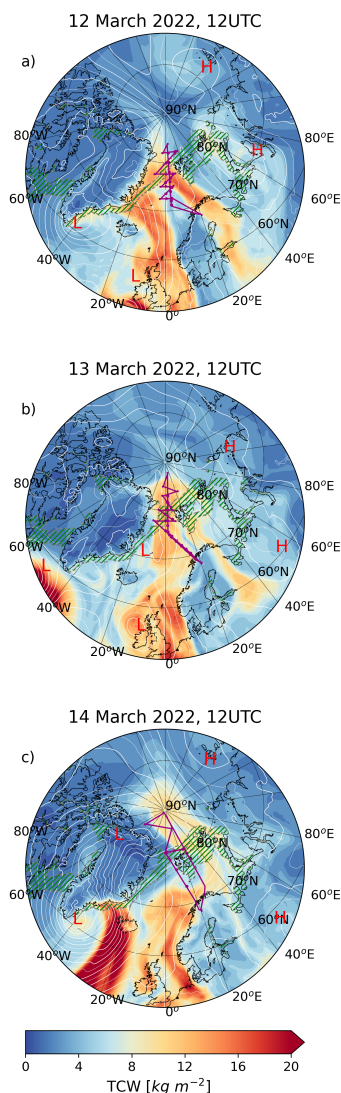 12 March 2022, 12UTC
a)
H
90°N
80°W
80°E
H
80°N
70°N
60°W
L
60°N
60°E
40°W
L
40°E
20°W
20°E
0°
13 March 2022, 12UTC
b)
H
90°N
80°W
80°N
80°E
70°N
60°W
L
H
60°E
L
60°N
40°W
40°E
L
20°W
20°E
0°
14 March 2022, 12UTC
c)
H
90°N
80°W
L
80°E
80°N
70°N
60°W
L
60°N
H
60°E
40°W
40°E
20°W
20°E
0°
0
4
8
12
16
20
TCW [kg m⁻²]